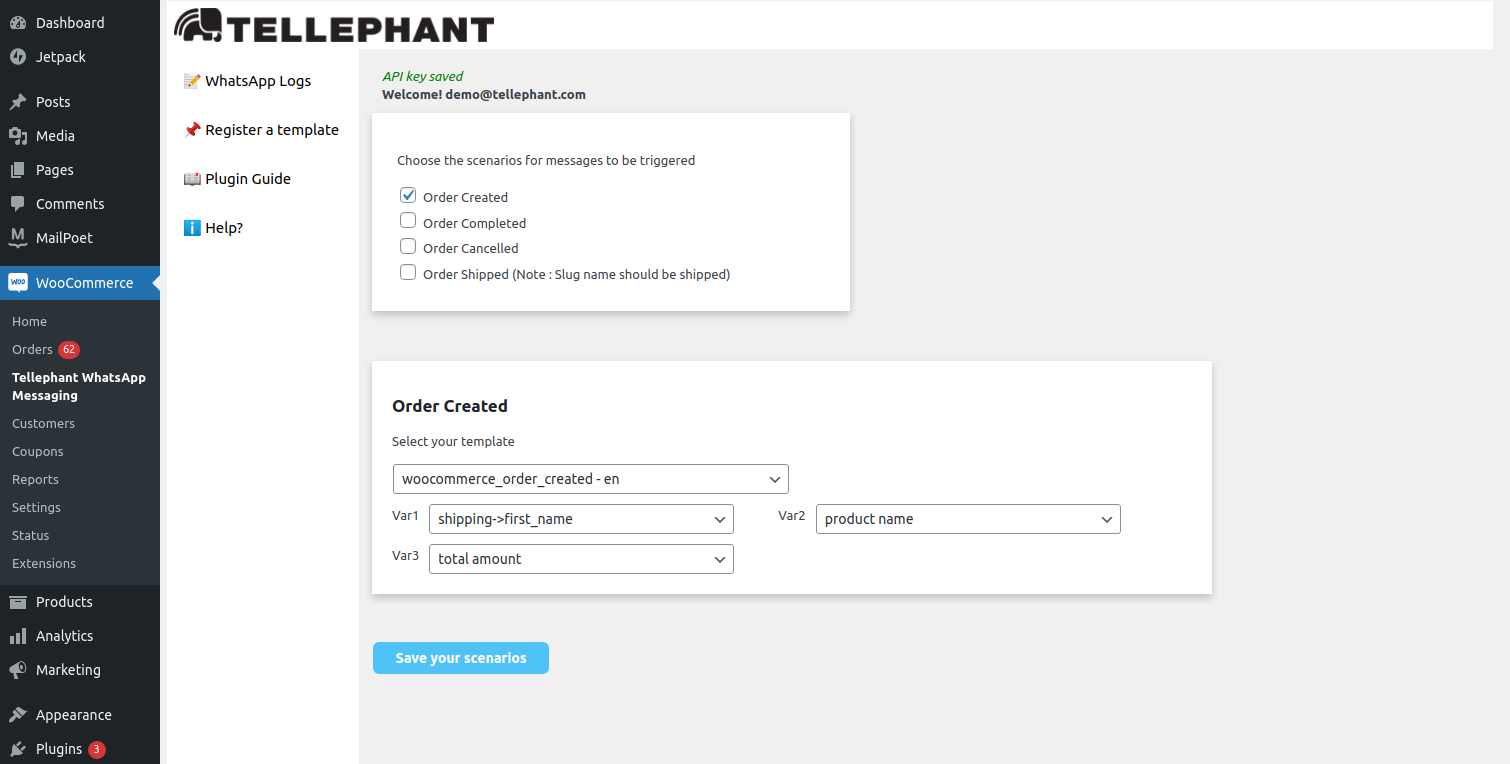 Dashboard
Jetpack
Posts
Media
Pages
Comments
MailPoet
WooCommerce
Home
Orders 62
Tellephant WhatsApp
Messaging
Customers
Coupons
Reports
Settings
Status
Extensions
Products
Analytics
Marketing
Appearance
Plugins 3
TELLEPHANT
WhatsApp Logs
Register a template
Plugin Guide
Help?
API key saved
Welcome! demo@tellephant.com
Choose the scenarios for messages to be triggered
Order Created
Order Completed
Order Cancelled
Order Shipped (Note : Slug name should be shipped)
Order Created
Select your template
woocommerce_order_created - en
Var1 shipping->first_name Var2 product name
Var3 total amount
Save your scenarios